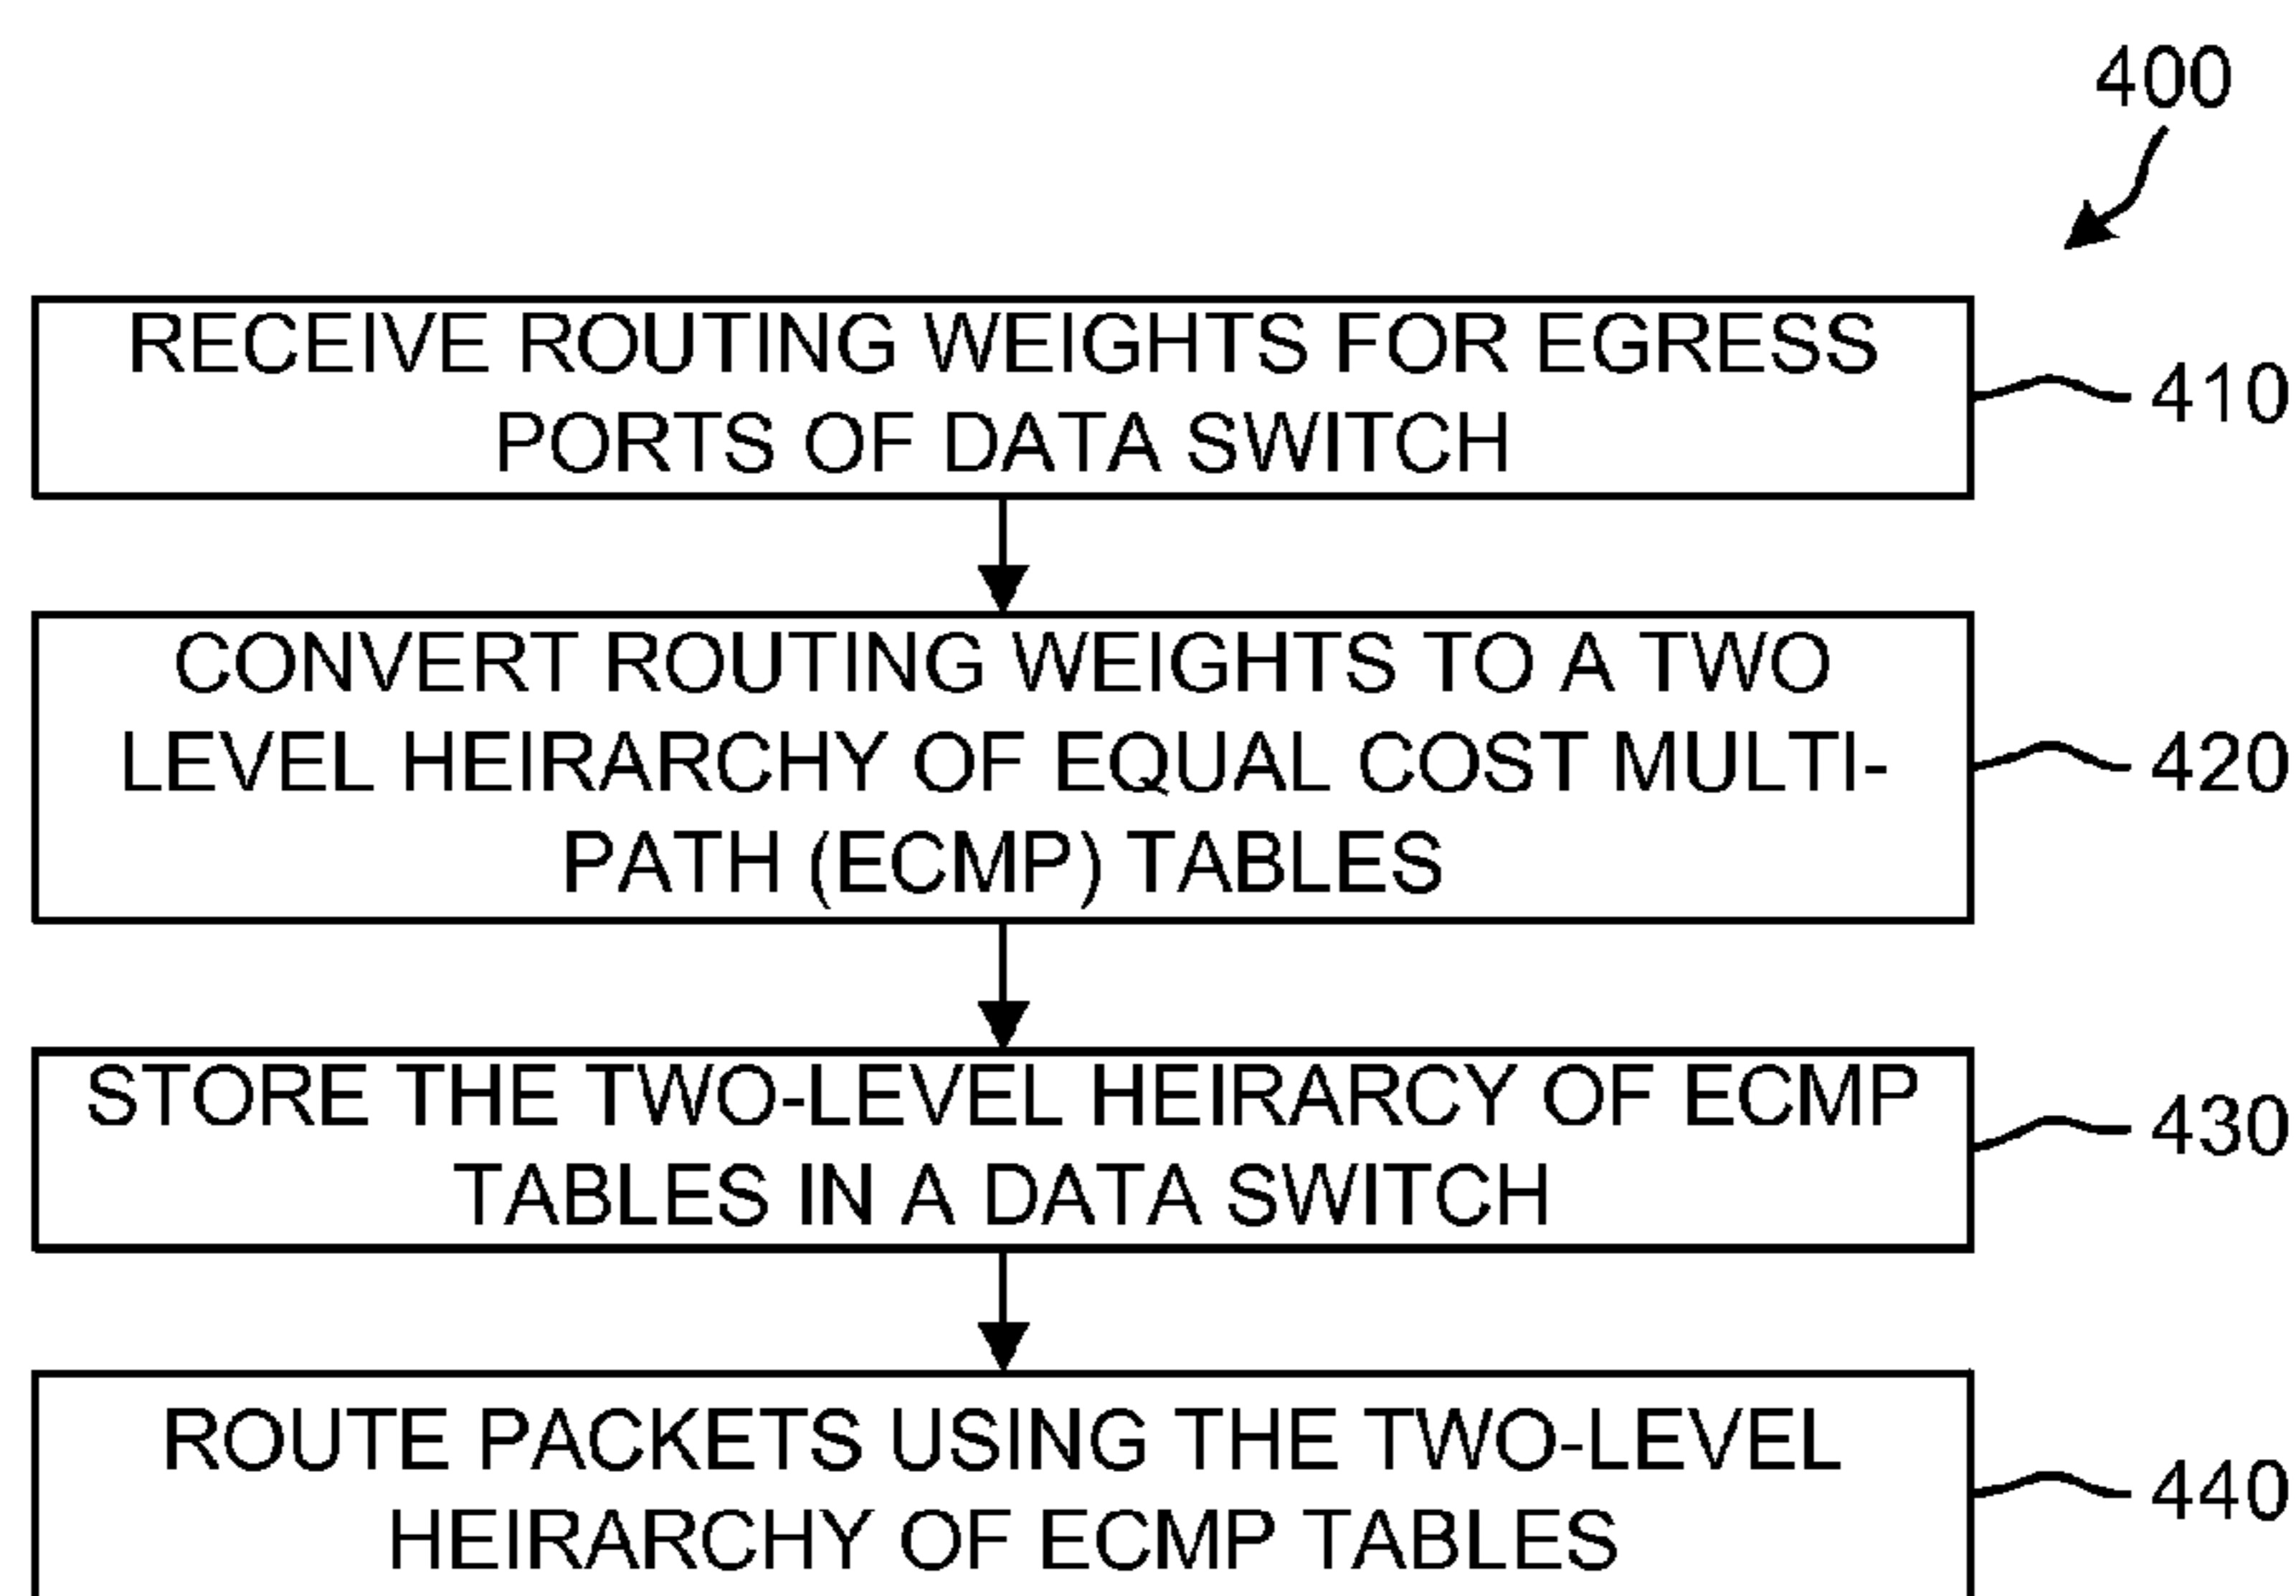 400
RECEIVE ROUTING WEIGHTS FOR EGRESS
PORTS OF DATA SWITCH
410
CONVERT ROUTING WEIGHTS TO A TWO
LEVEL HEIRARCHY OF EQUAL COST MULTI-
PATH (ECMP) TABLES
420
STORE THE TWO-LEVEL HEIRARCY OF ECMP
TABLES IN A DATA SWITCH
430
ROUTE PACKETS USING THE TWO-LEVEL
HEIRARCHY OF ECMP TABLES
440